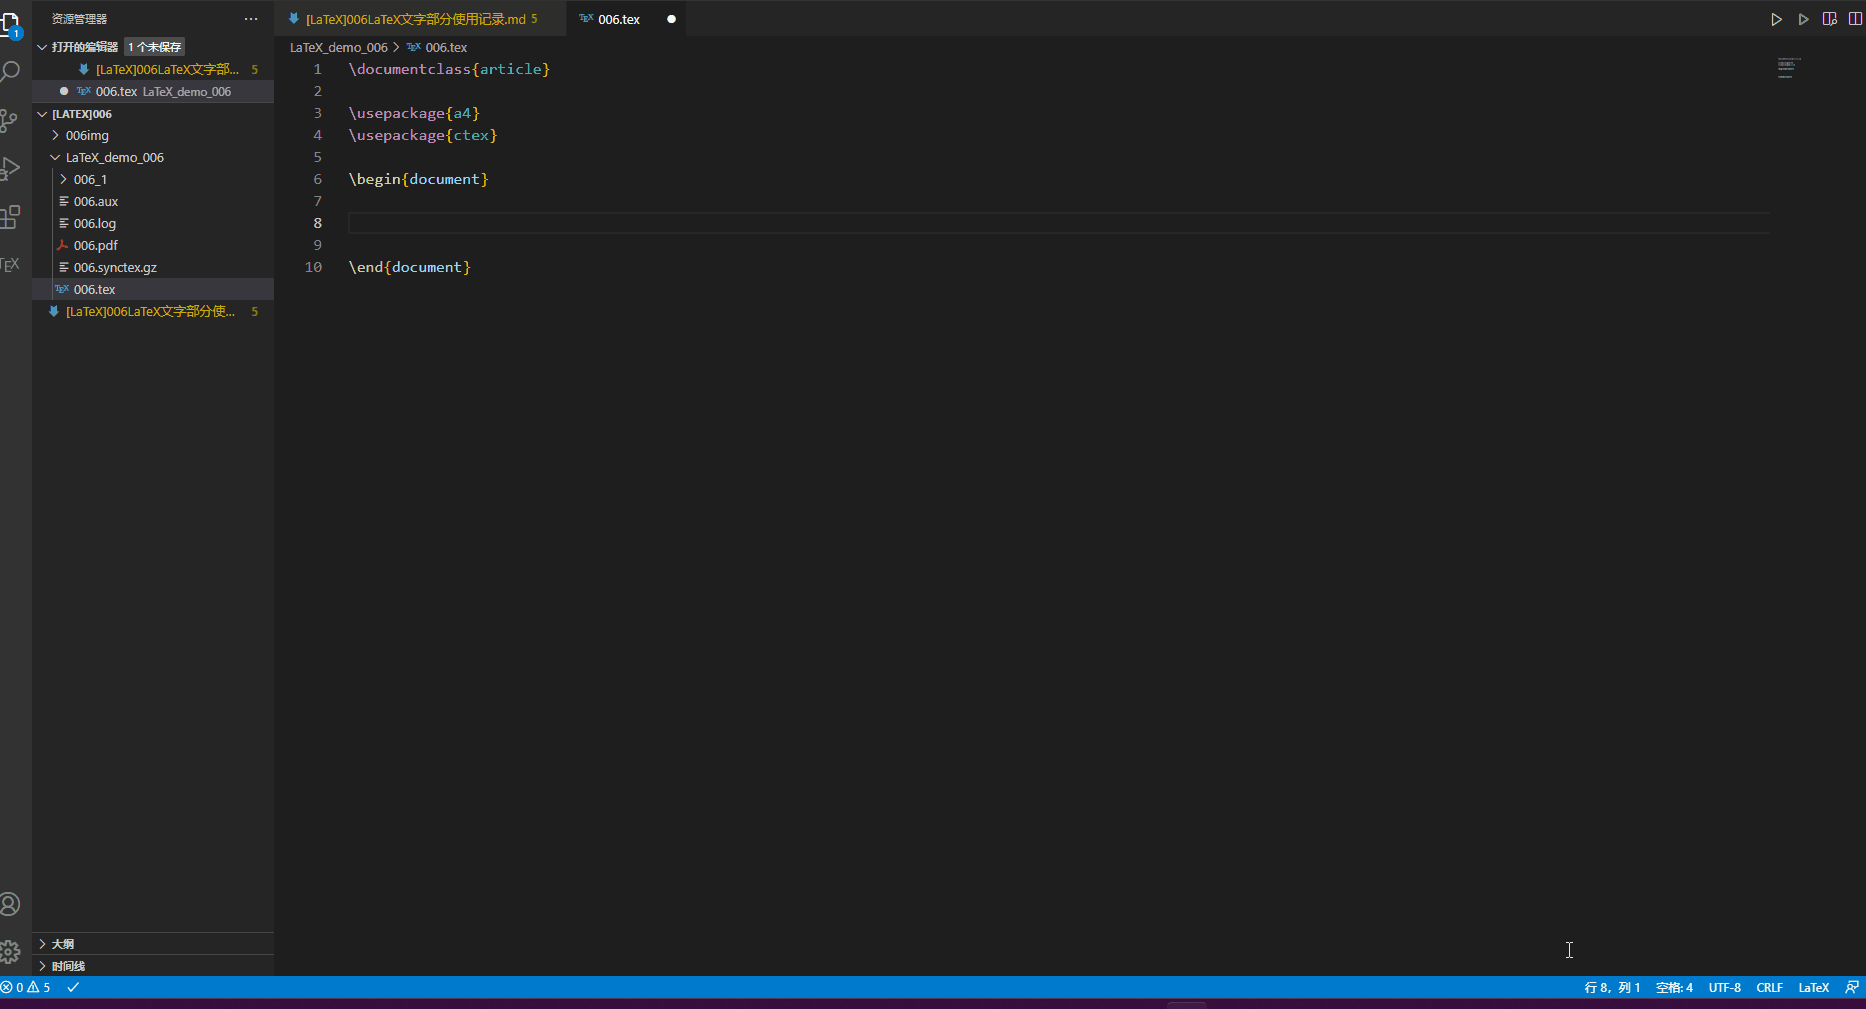 资源管理器
打开的编辑器 1 个未保存
[LaTeX]006LaTeX文字部... 5
TEX 006.tex LaTeX_demo_006
[LATEX]006
006img
LaTeX_demo_006
006_1
006.aux
006.log
006.pdf
006.synctex.gz
TEX 006.tex
[LaTeX]006LaTeX文字部分使... 5
大纲
时间线
1
TEX
[LaTeX]006LaTeX文字部分使用记录.md 5
TEX 006.tex
LaTeX_demo_006 > TEX 006.tex
1 \documentclass{article}
2
3 \usepackage{a4}
4 \usepackage{ctex}
5
6 \begin{document}
7
8
9
10 \end{document}
0 5
行 8，列 1 空格: 4 UTF-8 CRLF LaTeX